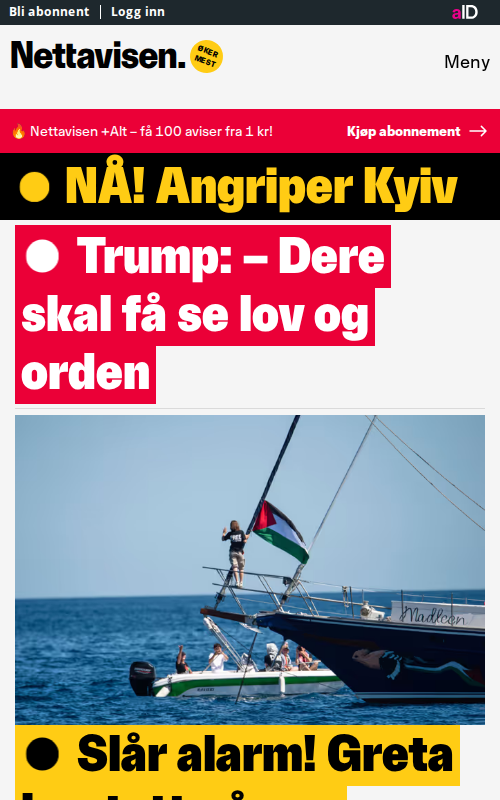 Bli abonnent
Logg inn
aID
Nettavisen.
ØKER
MEST
Meny
🔥 Nettavisen +Alt – få 100 aviser fra 1 kr!
Kjøp abonnement →
● NÅ! Angriper Kyiv
● Trump: – Dere
skal få se lov og
orden
Madleen
● Slår alarm! Greta